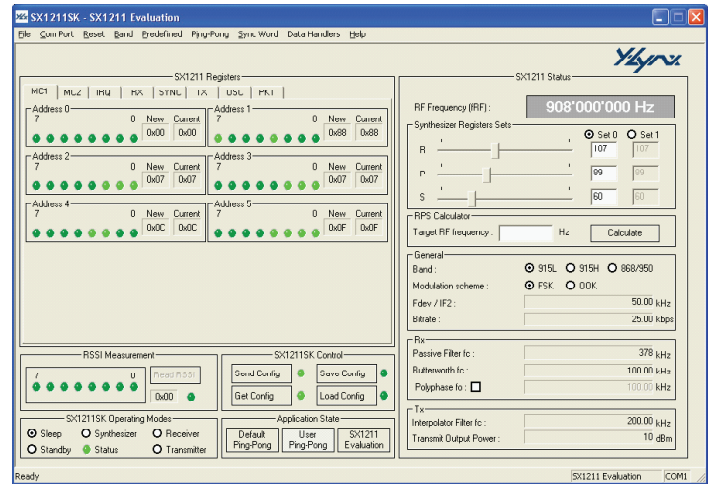 SX1211SK - SX1211 Evaluation
File Com Port Reset Band Predefined Ping-Pong Sync Word Data Handlers Help
Xlynx
SX1211 Registers
MC1 MC2 IRQ RX SYNC TX OSC PKT
Address 0
7 0 New Current
0x00 0x00
Address 1
7 0 New Current
0x88 0x88
Address 2
7 0 New Current
0x07 0x07
Address 3
7 0 New Current
0x07 0x07
Address 4
7 0 New Current
0x0C 0x0C
Address 5
7 0 New Current
0x0F 0x0F
RSSI Measurement
7 0 Read RSSI
0x00
SX1211SK Control
Send Config Save Config
Get Config Load Config
SX1211SK Operating Modes
Sleep Synthesizer Receiver
Standby Status Transmitter
Application State
Default Ping-Pong
User Ping-Pong
SX1211 Evaluation
SX1211 Status
RF Frequency (fRF) : 908'000'000 Hz
Synthesizer Registers Sets
Set 0 Set 1
R 107 107
P 99 99
S 60 60
RPS Calculator
Target RF frequency : Hz Calculate
General
Band : 915L 915H 868/950
Modulation scheme : FSK OOK
Fdev / IF2 : 50.00 kHz
Bitrate : 25.00 kbps
Rx
Passive Filter fc : 378 kHz
Butterworth fc : 100.00 kHz
Polyphase fo : 100.00 kHz
Tx
Interpolator Filter fc : 200.00 kHz
Transmit Output Power : 10 dBm
Ready SX1211 Evaluation COM1